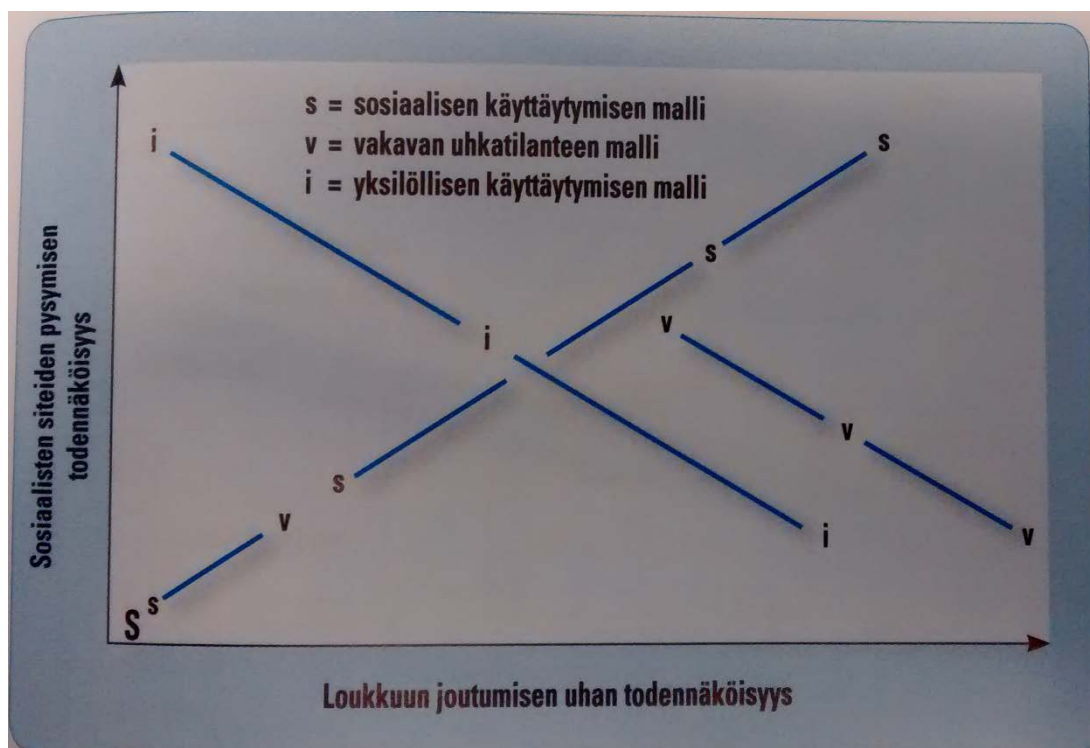 s = sosiaalisen käyttäytymisen malli
v = vakavan uhkatilanteen malli
i = yksilöllisen käyttäytymisen malli
Sosiaalisten siteiden pysymisen
todennäköisyys
i
s
s
v
i
v
s
v
i
v
s
S
Loukkuun joutumisen uhan todennäköisyys